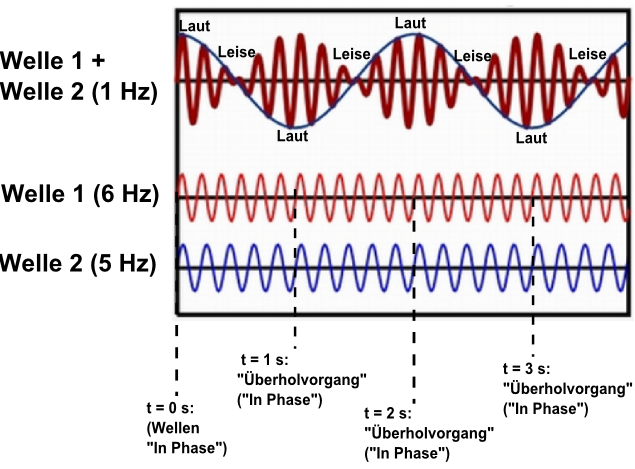 Laut
Laut
Leise
Leise
Leise
Leise
Welle 1 +
Welle 2 (1 Hz)
Laut
Laut
Welle 1 (6 Hz)
Welle 2 (5 Hz)
t = 0 s:
(Wellen
"In Phase")
t = 1 s:
"Überholvorgang"
("In Phase")
t = 2 s:
"Überholvorgang"
("In Phase")
t = 3 s:
"Überholvorgang"
("In Phase")